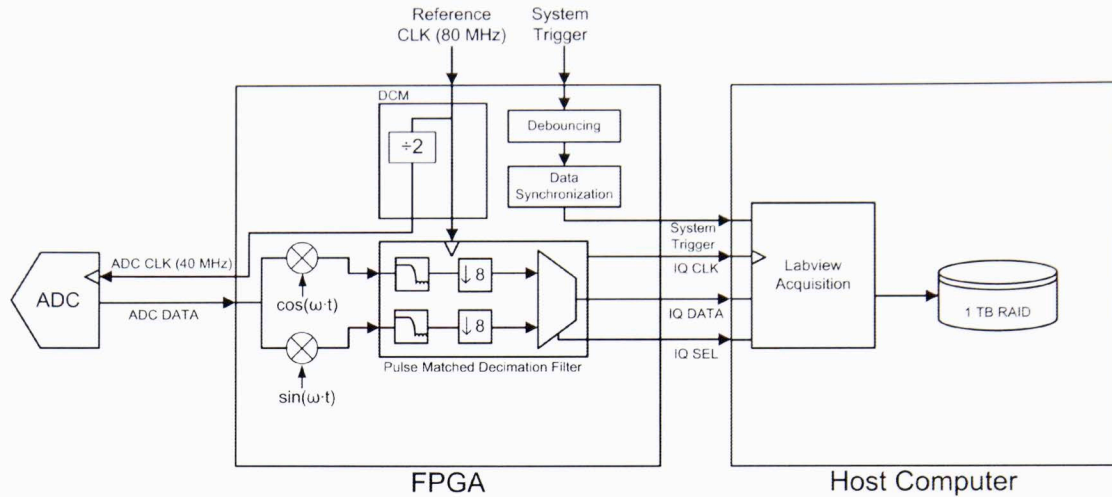 Reference
CLK (80 MHz)
System
Trigger
DCM
÷2
Debouncing
Data
Synchronization
ADC
ADC CLK (40 MHz)
ADC DATA
cos(ω·t)
sin(ω·t)
↓ 8
↓ 8
Pulse Matched Decimation Filter
System
Trigger
IQ CLK
IQ DATA
IQ SEL
Labview
Acquisition
1 TB RAID
FPGA
Host Computer